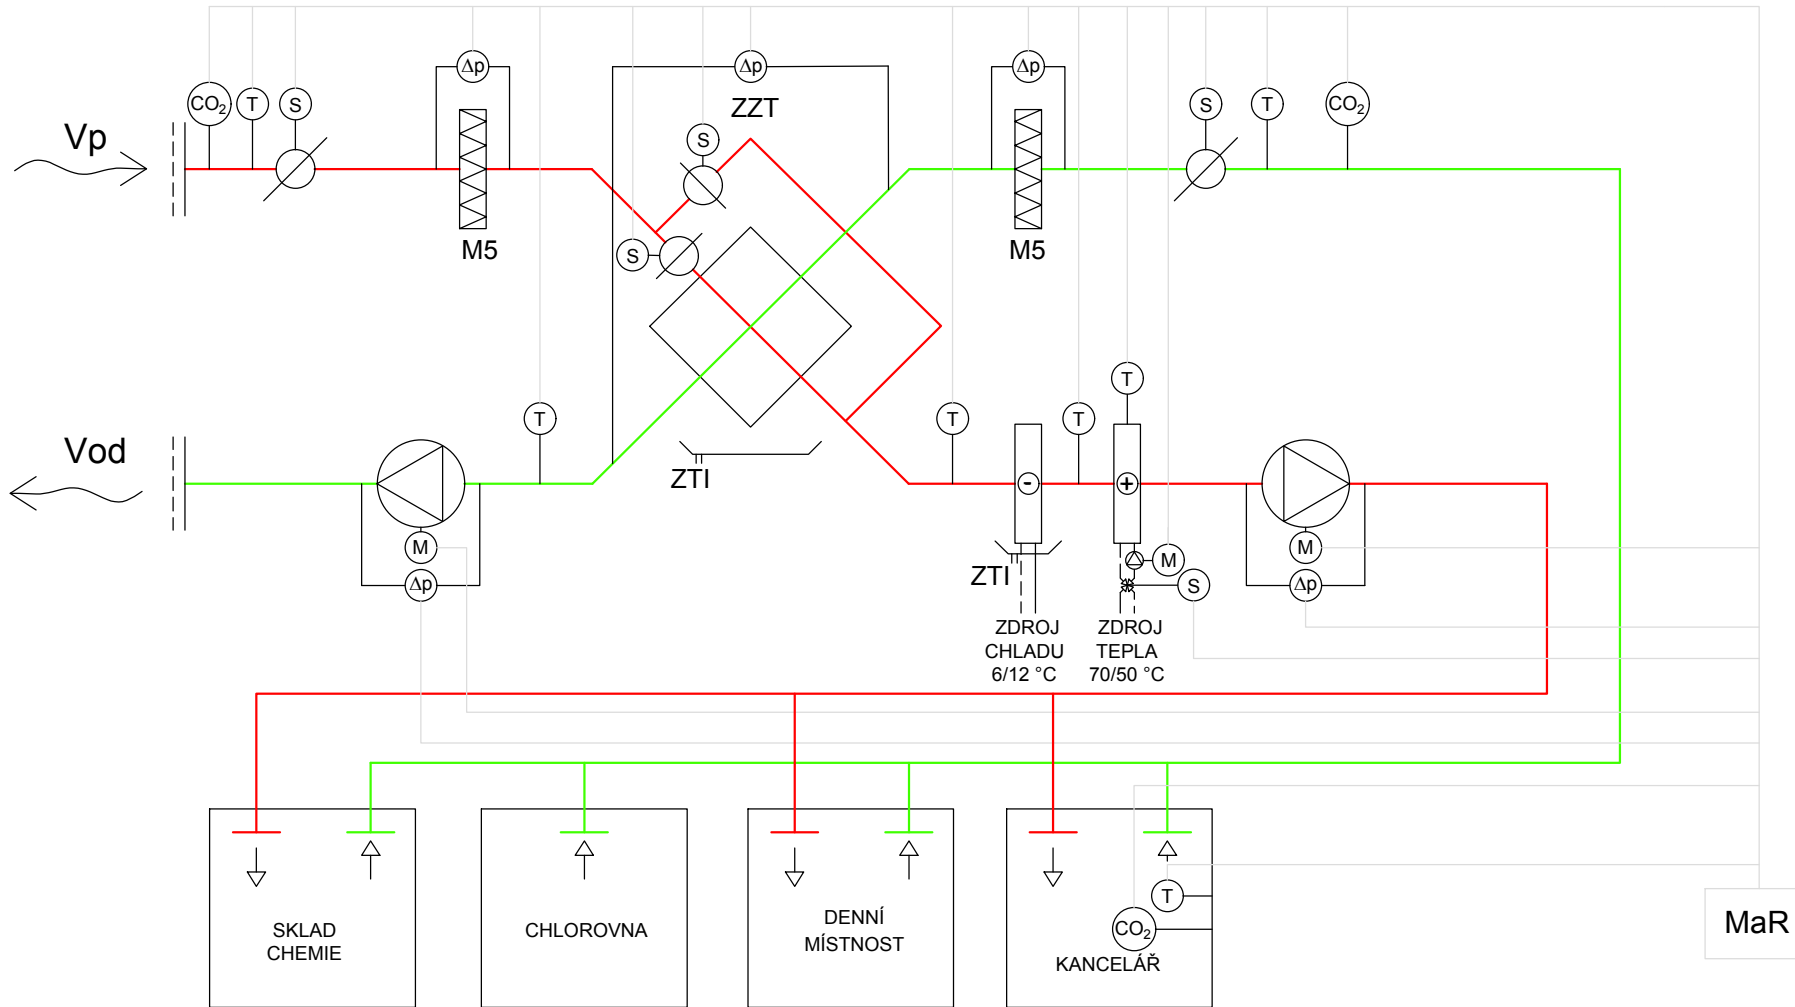 Δp
Δp
Δp
CO₂
T
S
S
T
CO₂
ZZT
Vp
S
M5
S
M5
T
T
T
T
Vod
ZTI
-
+
M
M
M
ZTI
Δp
S
Δp
ZDROJ
CHLADU
6/12 °C
ZDROJ
TEPLA
70/50 °C
SKLAD
CHEMIE
CHLOROVNA
DENNÍ
MÍSTNOST
T
CO₂
KANCELÁŘ
MaR